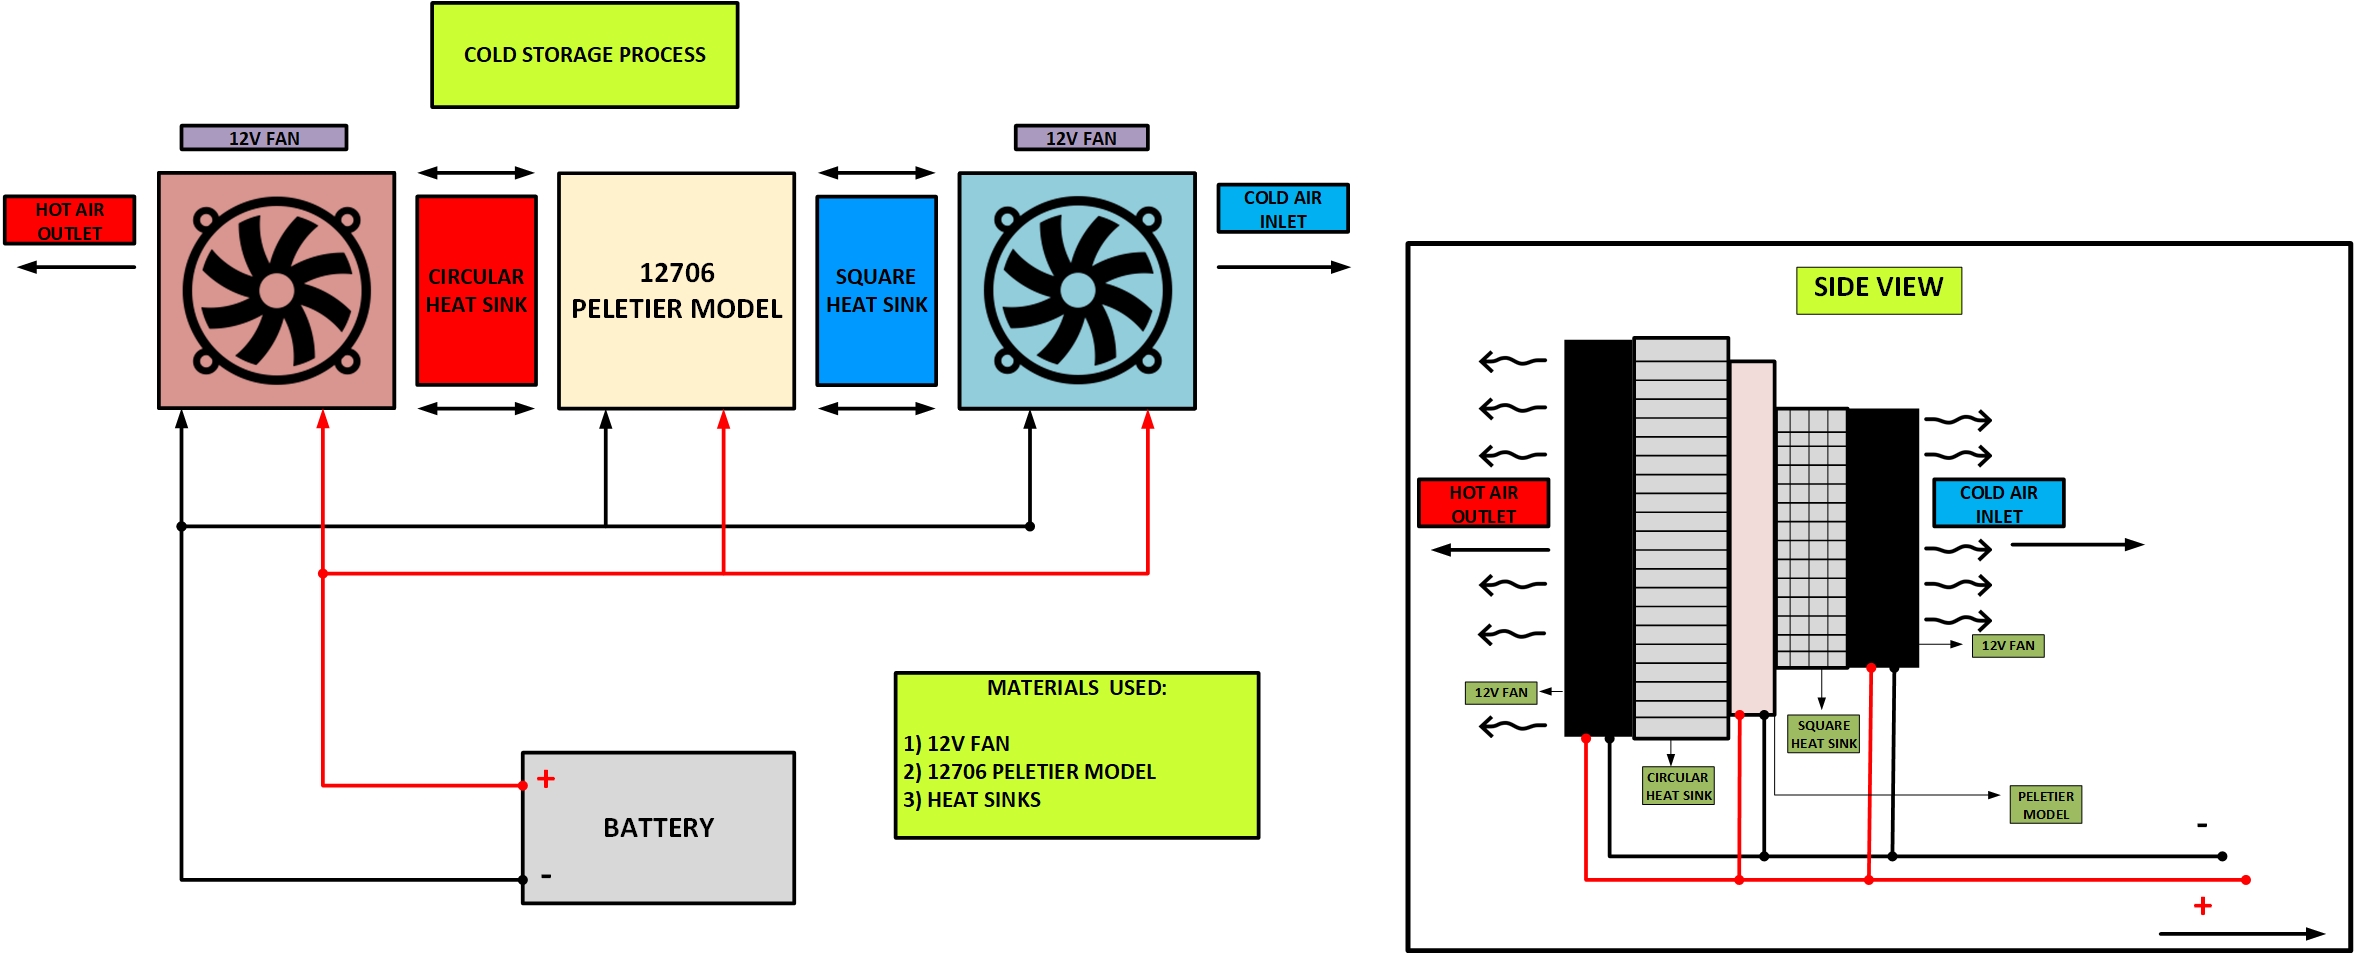 COLD STORAGE PROCESS
12V FAN
12V FAN
HOT AIR
OUTLET
CIRCULAR
HEAT SINK
12706
PELETIER MODEL
SQUARE
HEAT SINK
COLD AIR
INLET
BATTERY
+
-
MATERIALS  USED:
1) 12V FAN
2) 12706 PELETIER MODEL
3) HEAT SINKS
SIDE VIEW
HOT AIR
OUTLET
COLD AIR
INLET
12V FAN
12V FAN
SQUARE
HEAT SINK
CIRCULAR
HEAT SINK
PELETIER
MODEL
-
+